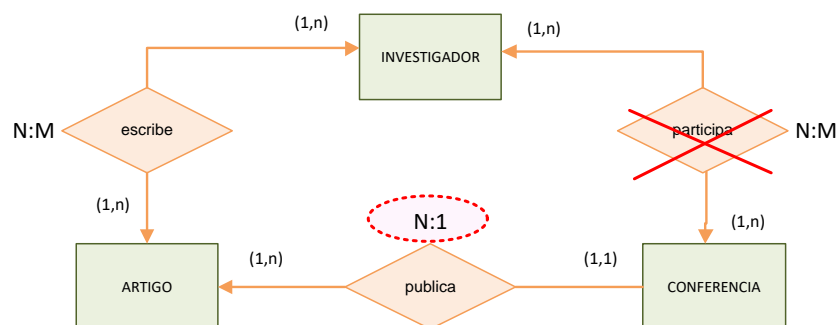 (1,n)
INVESTIGADOR
(1,n)
N:M
escribe
participa
N:M
(1,n)
N:1
(1,n)
ARTIGO
(1,n)
publica
(1,1)
CONFERENCIA